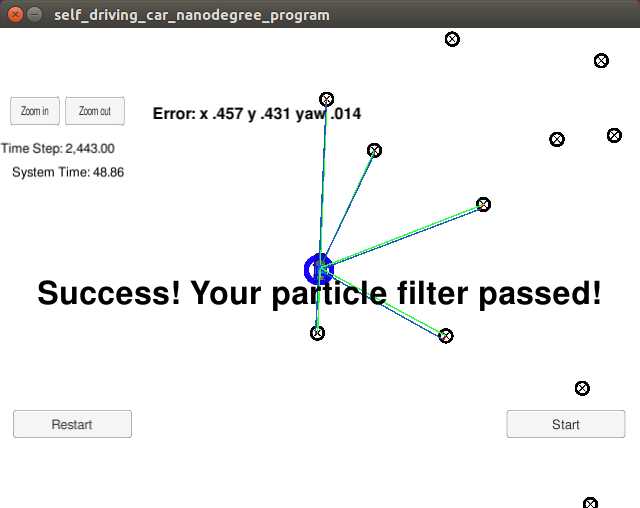 self_driving_car_nanodegree_program
Zoom in
Zoom out
Error: x .457 y .431 yaw .014
Time Step: 2,443.00
System Time: 48.86
Success! Your particle filter passed!
Restart
Start